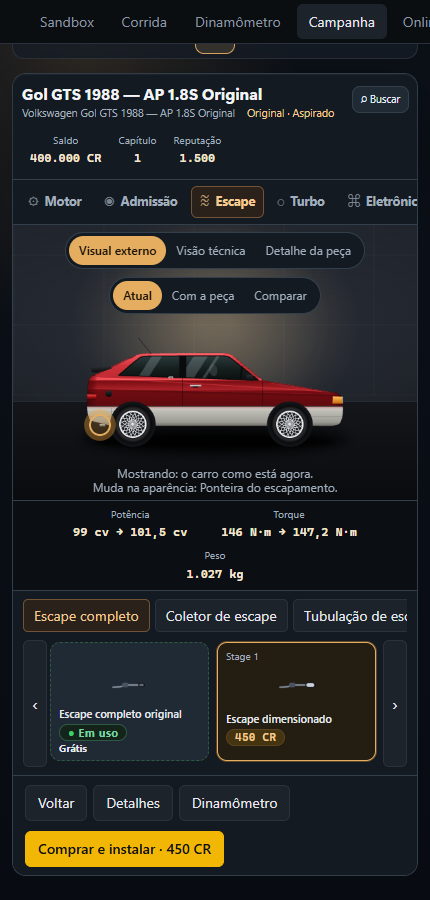 Sandbox Corrida Dinamômetro Campanha Onli
Gol GTS 1988 — AP 1.8S Original
Volkswagen Gol GTS 1988 — AP 1.8S Original Original · Aspirado
Buscar
Saldo Capítulo Reputação
400.000 CR 1 1.500
Motor Admissão Escape Turbo Eletrônic
Visual externo Visão técnica Detalhe da peça
Atual Com a peça Comparar
Mostrando: o carro como está agora.
Muda na aparência: Ponteira do escapamento.
Potência Torque
99 cv → 101,5 cv 146 N·m → 147,2 N·m
Peso
1.027 kg
Escape completo Coletor de escape Tubulação de esc
‹ ›
Stage 1
Escape completo original
Em uso
Grátis
Escape dimensionado
450 CR
Voltar Detalhes Dinamômetro
Comprar e instalar · 450 CR